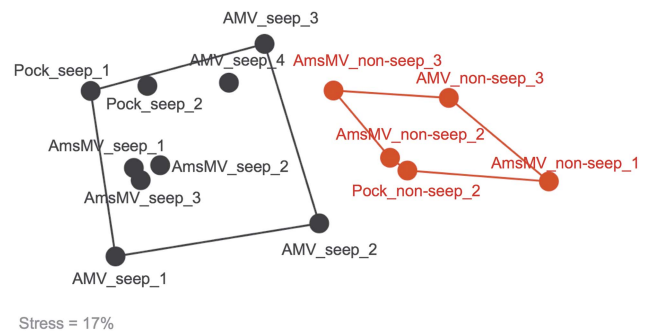 AMV_seep_3
AMV_seep_4
AmsMV_non-seep_3
Pock_seep_1
AMV_non-seep_3
Pock_seep_2
AmsMV_non-seep_2
AmsMV_seep_1
AmsMV_seep_2
AmsMV_non-seep_1
Pock_non-seep_2
AmsMV_seep_3
AMV_seep_2
AMV_seep_1
Stress = 17%